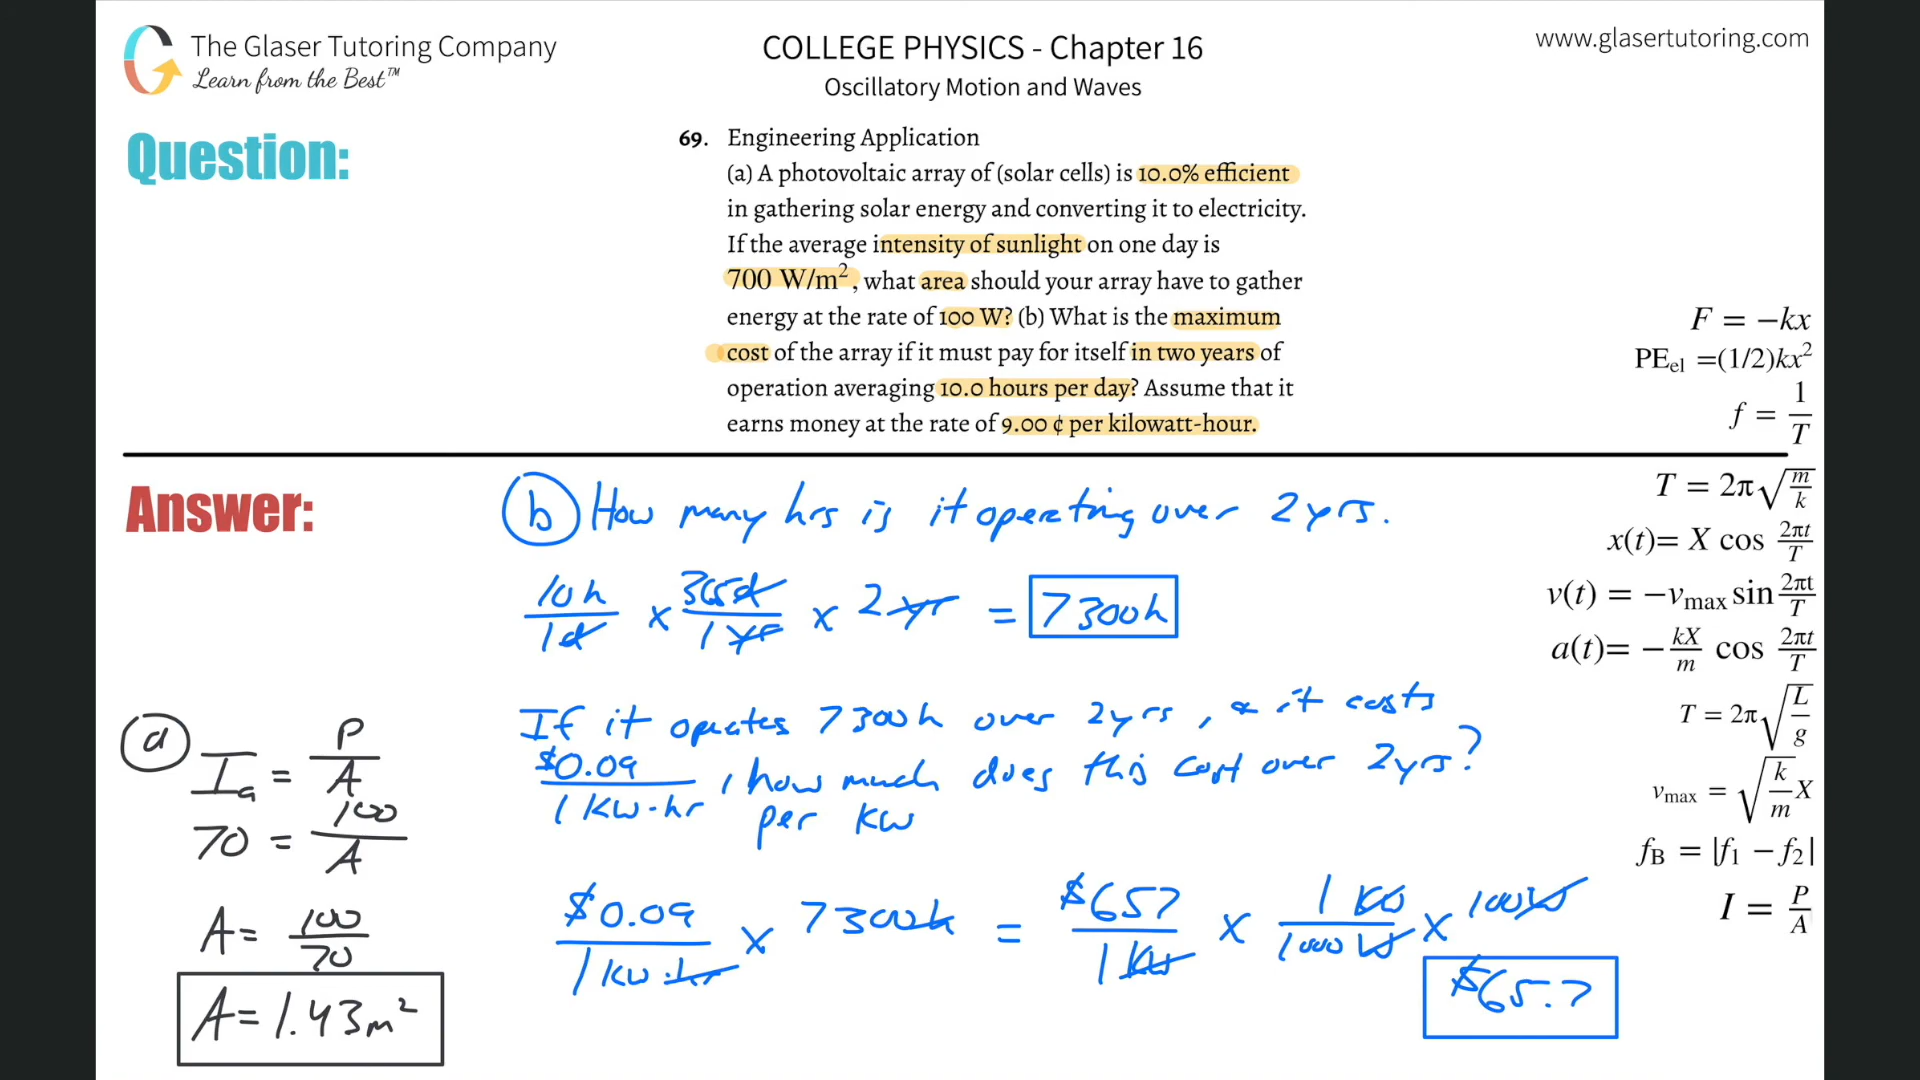 The Glaser Tutoring Company
Learn from the Best™
COLLEGE PHYSICS - Chapter 16
Oscillatory Motion and Waves
www.glasertutoring.com
Question:
69. Engineering Application
(a) A photovoltaic array of (solar cells) is 10.0% efficient
in gathering solar energy and converting it to electricity.
If the average intensity of sunlight on one day is
700 W/m², what area should your array have to gather
energy at the rate of 100 W? (b) What is the maximum
cost of the array if it must pay for itself in two years of
operation averaging 10.0 hours per day? Assume that it
earns money at the rate of 9.00 ¢ per kilowatt-hour.
F = −kx
PEel =(1/2)kx²
f = 1/T
T = 2π√(m/k)
x(t)= X cos 2πt/T
v(t) = −vmax sin 2πt/T
a(t)= − kX/m cos 2πt/T
T = 2π√(L/g)
vmax = √(k/m) X
fB = |f1 − f2|
I = P/A
Answer:
a
Ia = P/A
70 = 100/A
A = 100/70
A = 1.43m²
b How many hrs is it operating over 2yrs.
10h/1d x 365d/1yr x 2yr = 7300h
If it operates 7300h over 2yrs, & it costs
$0.09/1 KW·hr, how much does this cost over 2yrs?
per KW
$0.09/1 KW·hr x 7300h = $657/1 KW x 1 KW/1000 W x 100W
$65.7